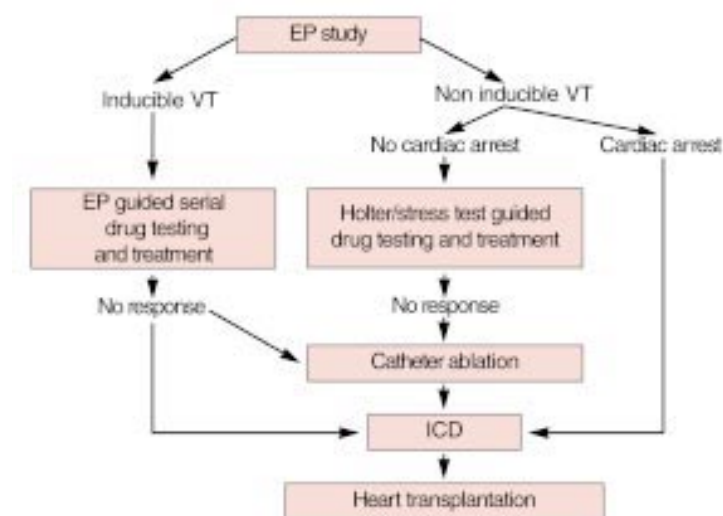 EP study
Inducible VT
Non inducible VT
No cardiac arrest
Cardiac arrest
EP guided serial
drug testing
and treatment
Holter/stress test guided
drug testing and treatment
No response
No response
Catheter ablation
ICD
Heart transplantation